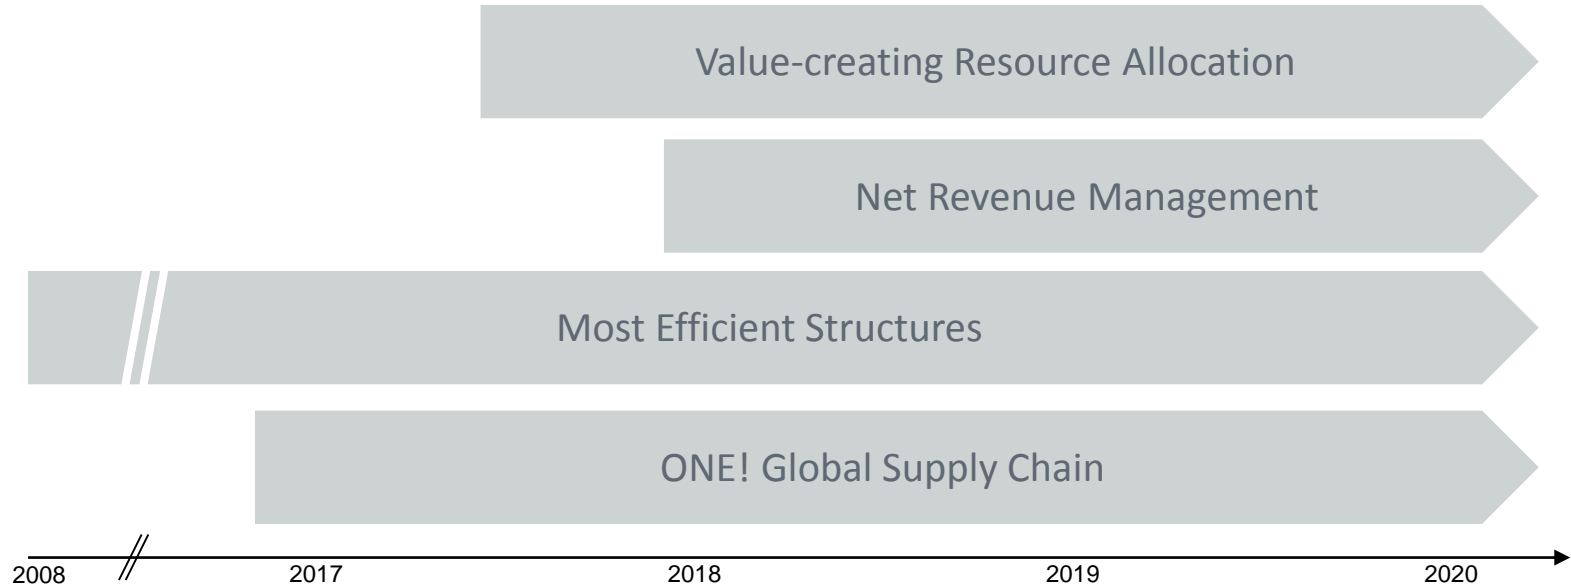 Value-creating Resource Allocation
Net Revenue Management
Most Efficient Structures
ONE! Global Supply Chain
2008 2017 2018 2019 2020